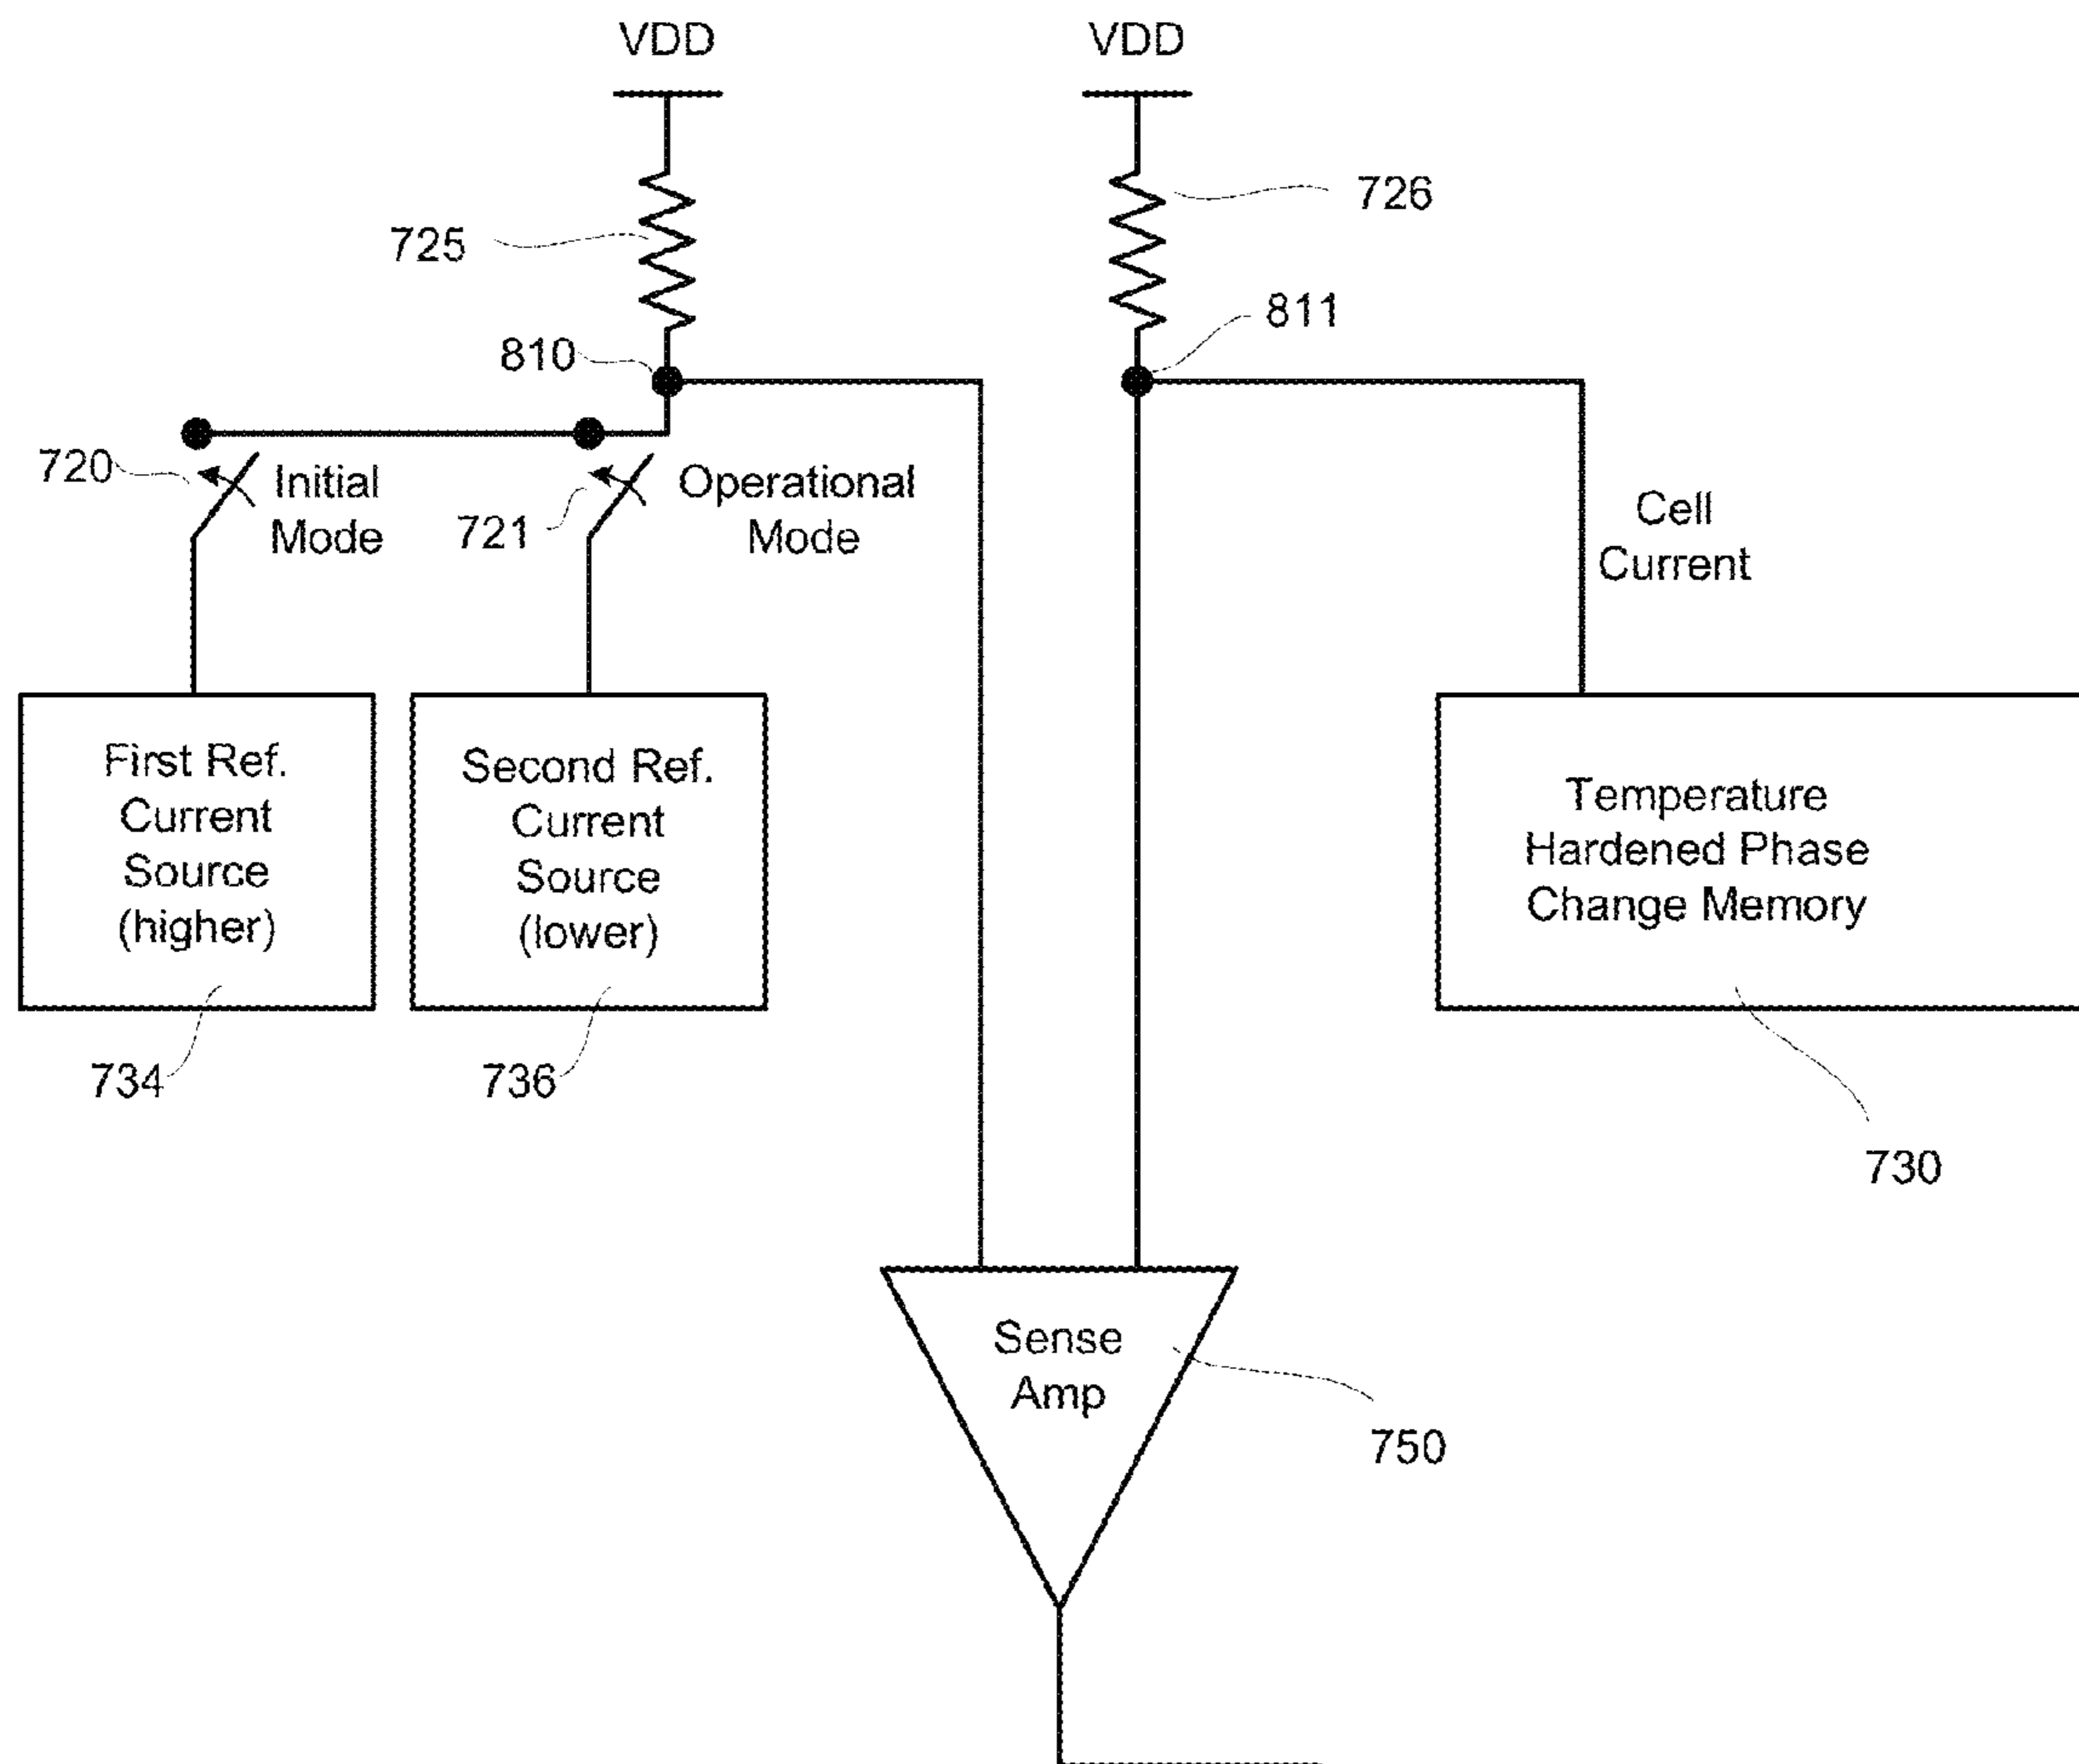 VDD
VDD
726
725
811
810
720
Initial
Mode
721
Operational
Mode
Cell
Current
First Ref.
Current
Source
(higher)
Second Ref.
Current
Source
(lower)
Temperature
Hardened Phase
Change Memory
734
736
730
Sense
Amp
750